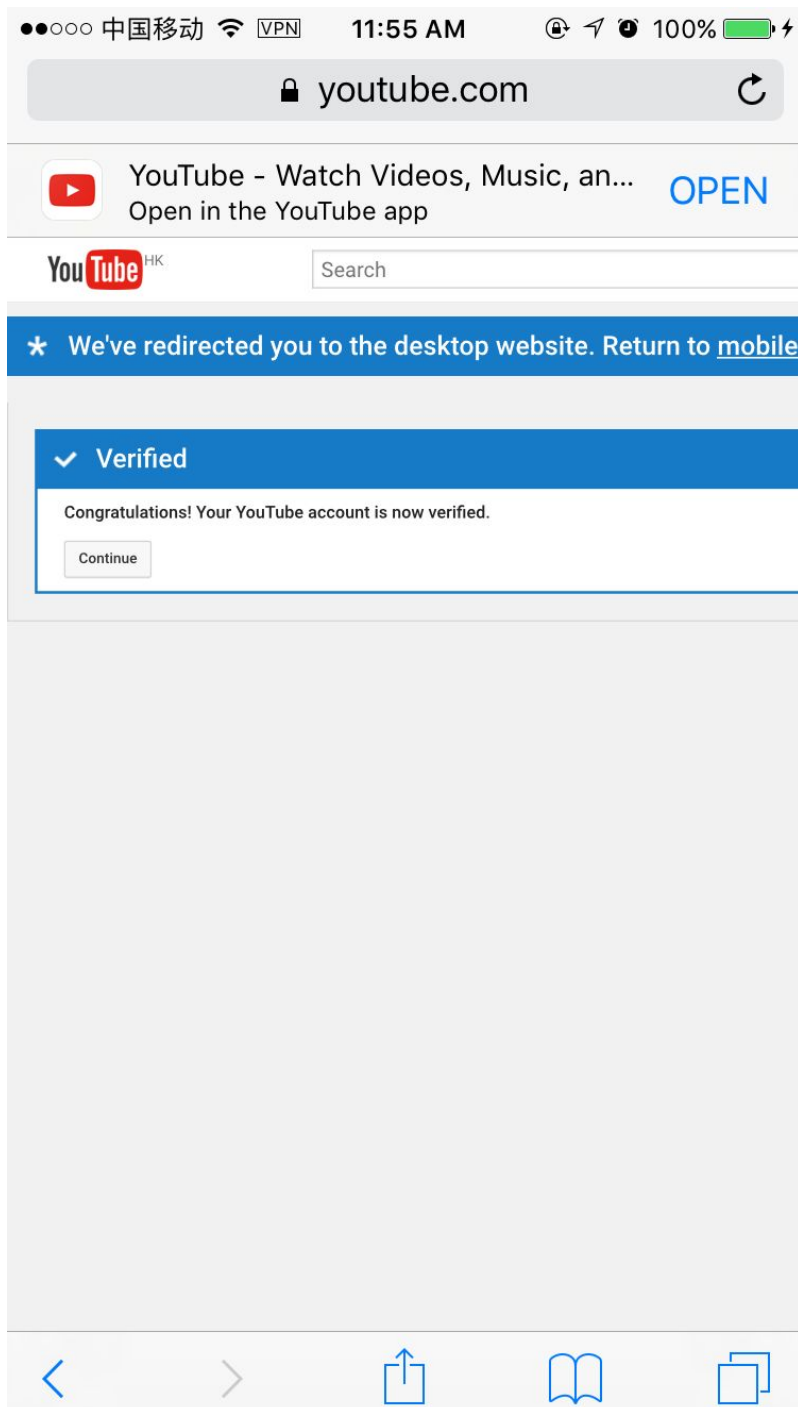 中国移动 VPN 11:55 AM 100%
youtube.com
YouTube - Watch Videos, Music, an... OPEN
Open in the YouTube app
YouTube HK Search
We've redirected you to the desktop website. Return to mobile
Verified
Congratulations! Your YouTube account is now verified.
Continue